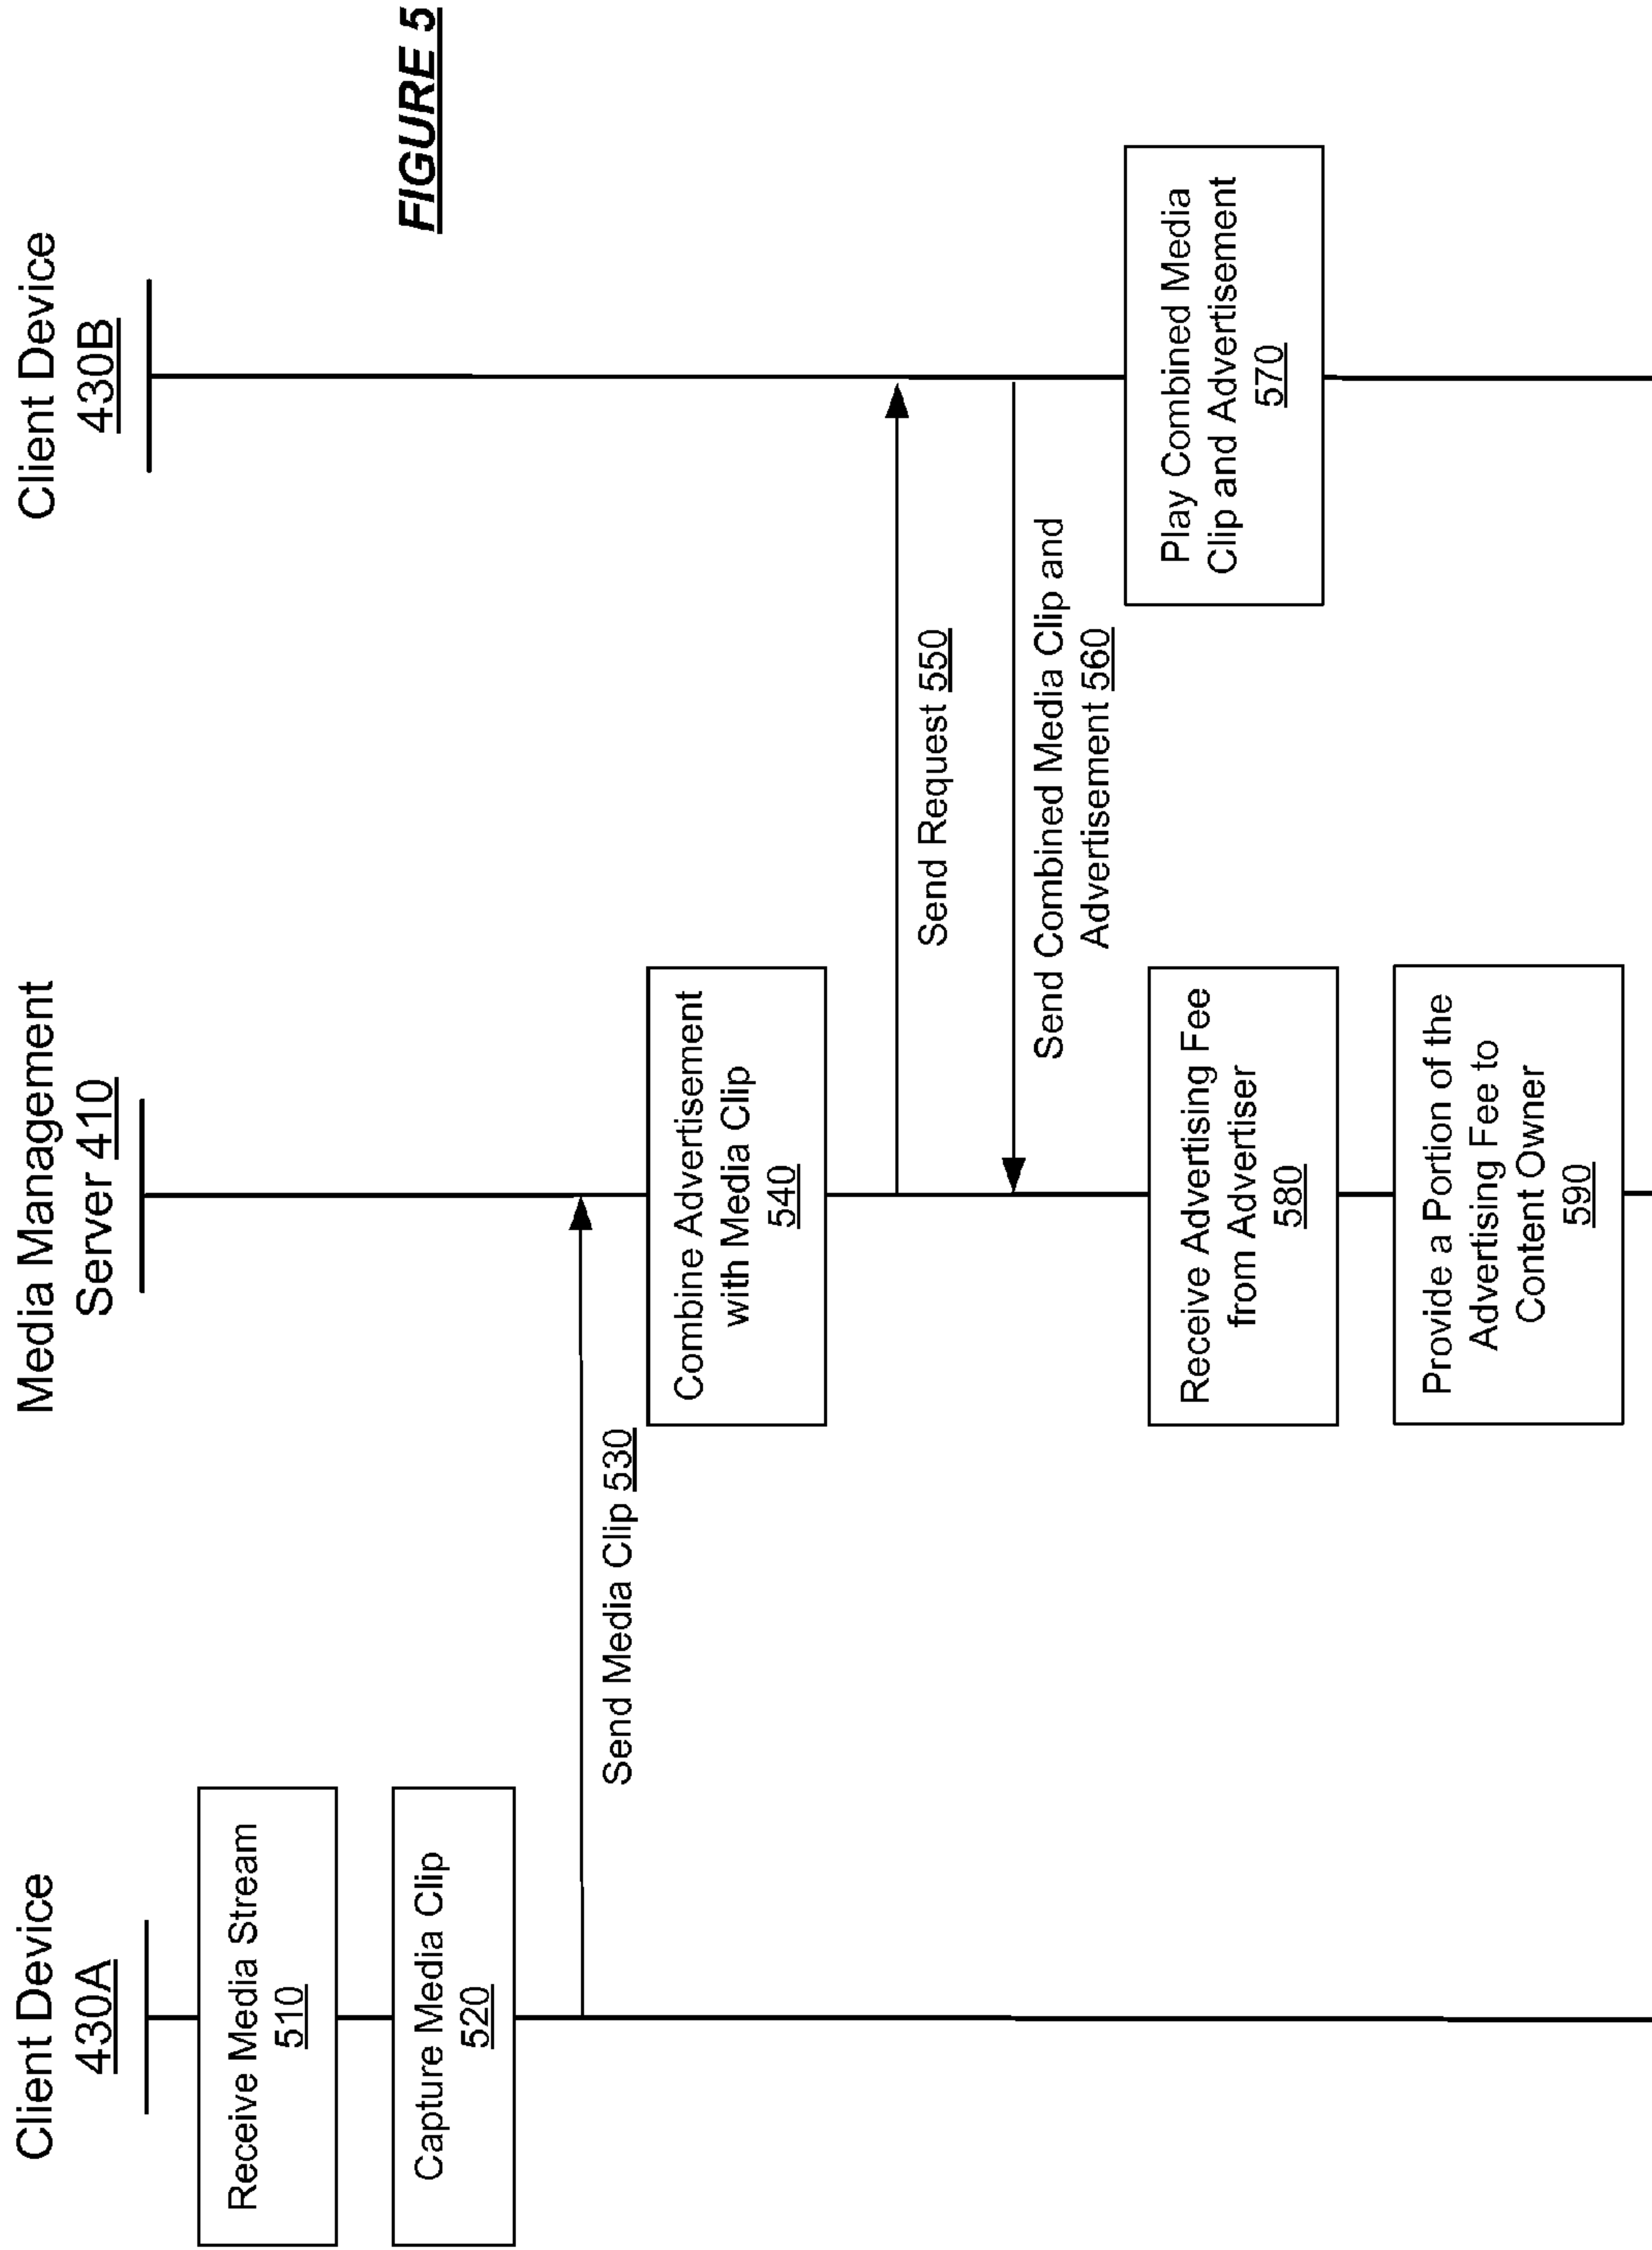 Client Device
430A
Media Management
Server 410
Client Device
430B
FIGURE 5
Receive Media Stream
510
Capture Media Clip
520
Send Media Clip 530
Combine Advertisement
with Media Clip
540
Send Request 550
Send Combined Media Clip and
Advertisement 560
Play Combined Media
Clip and Advertisement
570
Receive Advertising Fee
from Advertiser
580
Provide a Portion of the
Advertising Fee to
Content Owner
590